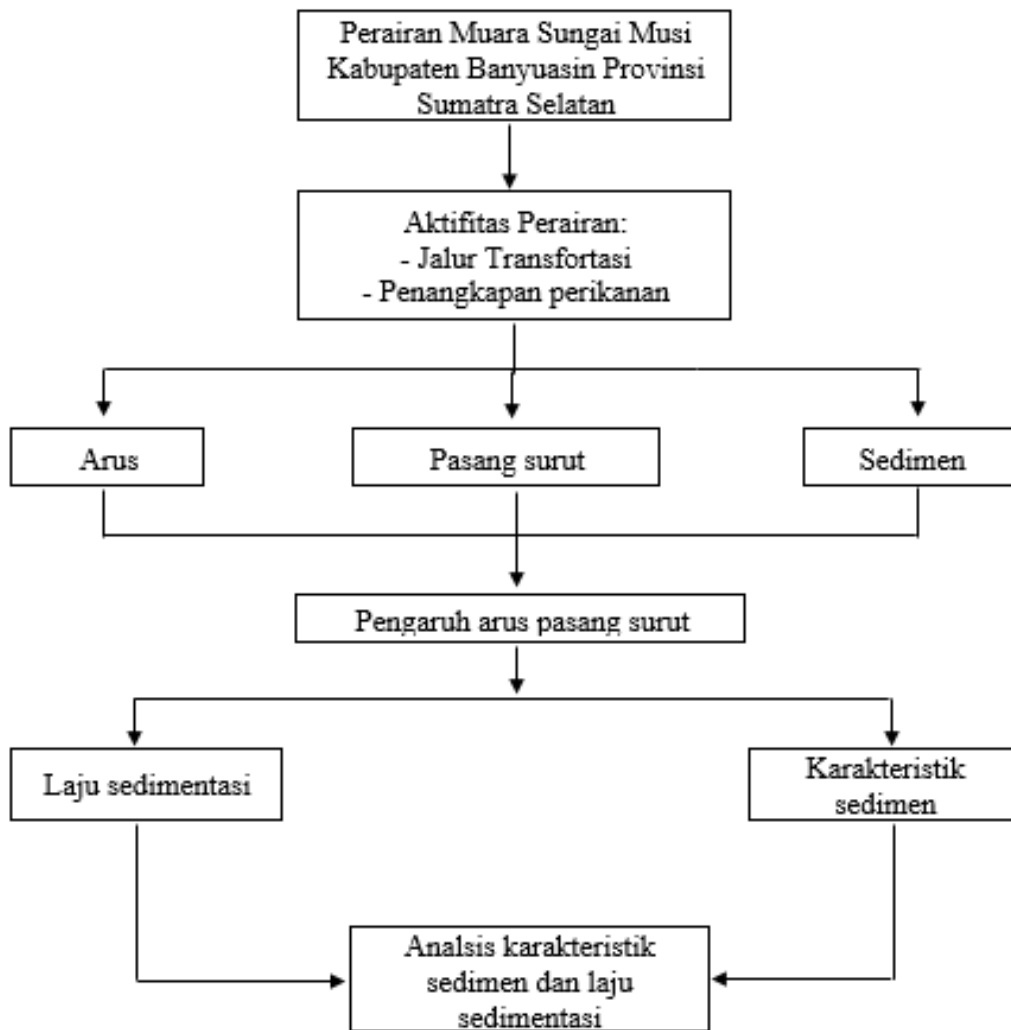 Perairan Muara Sungai Musi
Kabupaten Banyuasin Provinsi
Sumatra Selatan
Aktifitas Perairan:
- Jalur Transfortasi
- Penangkapan perikanan
Arus
Pasang surut
Sedimen
Pengaruh arus pasang surut
Laju sedimentasi
Karakteristik
sedimen
Analsis karakteristik
sedimen dan laju
sedimentasi